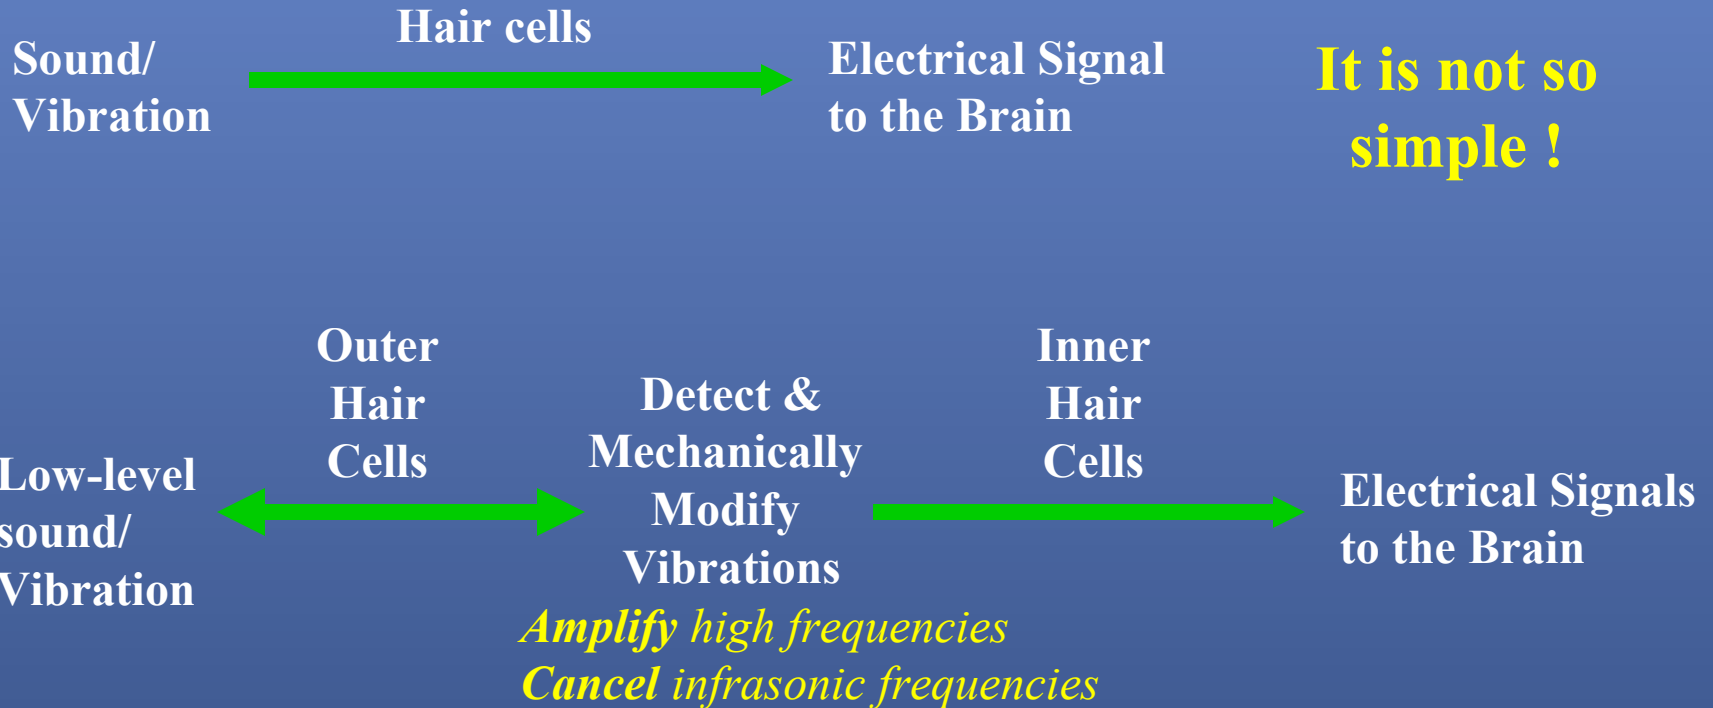 Hair cells
Sound/
Vibration
Electrical Signal
to the Brain
It is not so
simple !
Outer
Hair
Cells
Inner
Hair
Cells
Low-level
sound/
Vibration
Detect &
Mechanically
Modify
Vibrations
Electrical Signals
to the Brain
Amplify high frequencies
Cancel infrasonic frequencies